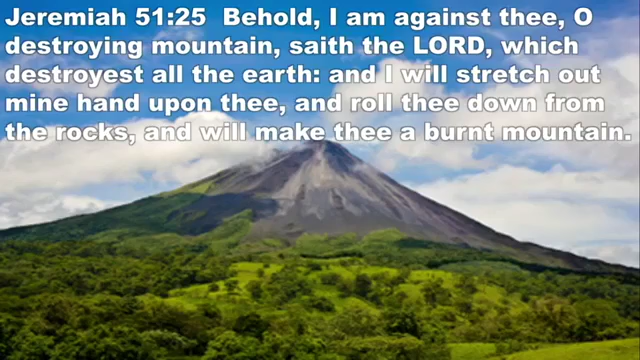 Jeremiah 51:25  Behold, I am against thee, O
destroying mountain, saith the LORD, which
destroyest all the earth: and I will stretch out
mine hand upon thee, and roll thee down from
the rocks, and will make thee a burnt mountain.